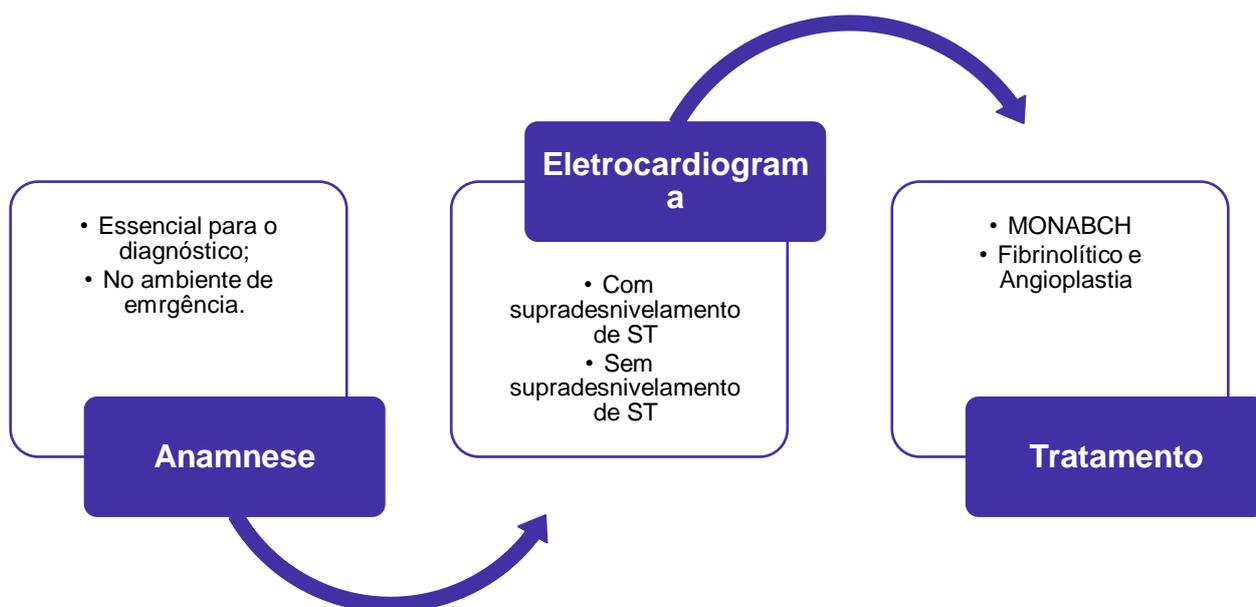 • Essencial para o
diagnóstico;
• No ambiente de
emrgência.
Anamnese
Eletrocardiogram
a
• Com
supradesnivelamento
de ST
• Sem
supradesnivelamento
de ST
• MONABCH
• Fibrinolítico e
Angioplastia
Tratamento